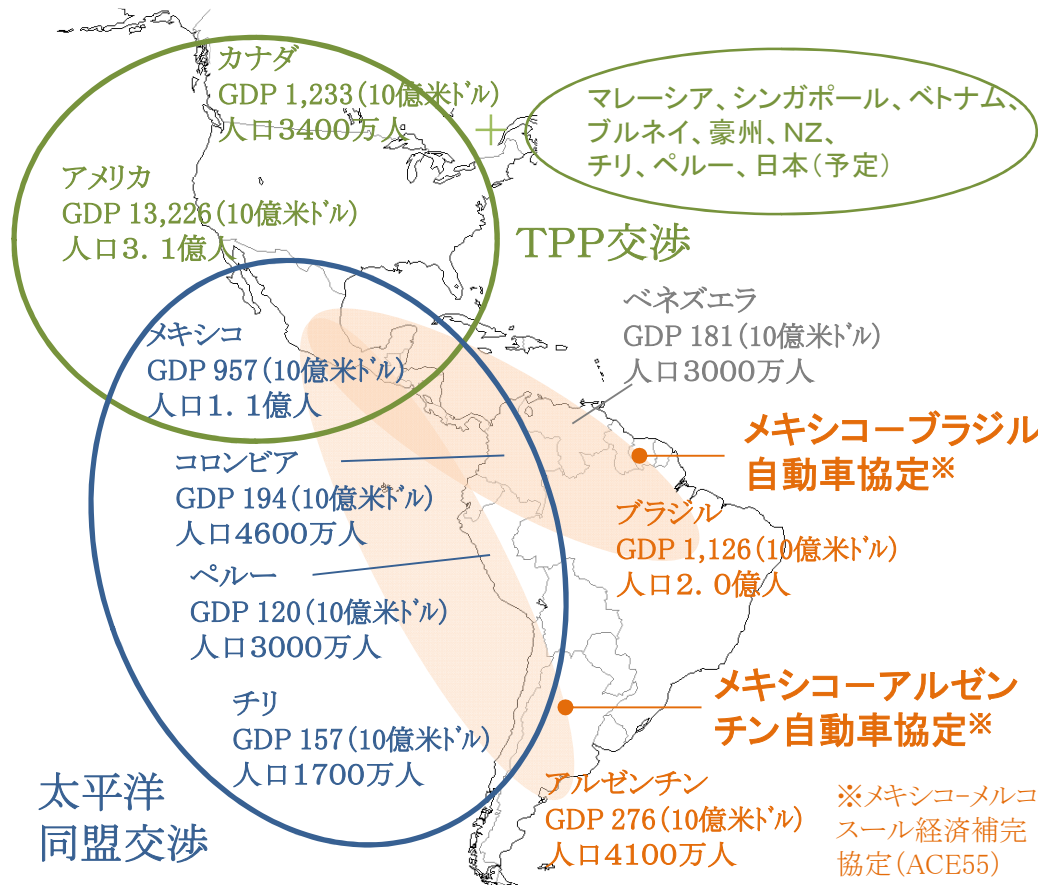 カナダ
GDP 1,233(10億米ドル)
人口3400万人
マレーシア、シンガポール、ベトナム、
ブルネイ、豪州、NZ、
チリ、ペルー、日本(予定)
アメリカ
GDP 13,226(10億米ドル)
人口3.1億人
TPP交渉
ベネズエラ
GDP 181(10億米ドル)
人口3000万人
メキシコ
GDP 957(10億米ドル)
人口1.1億人
メキシコーブラジル
自動車協定※
コロンビア
GDP 194(10億米ドル)
人口4600万人
ブラジル
GDP 1,126(10億米ドル)
人口2.0億人
ペルー
GDP 120(10億米ドル)
人口3000万人
メキシコーアルゼン
チン自動車協定※
チリ
GDP 157(10億米ドル)
人口1700万人
太平洋
同盟交渉
アルゼンチン
GDP 276(10億米ドル)
人口4100万人
※メキシコ-メルコ
スール経済補完
協定(ACE55)